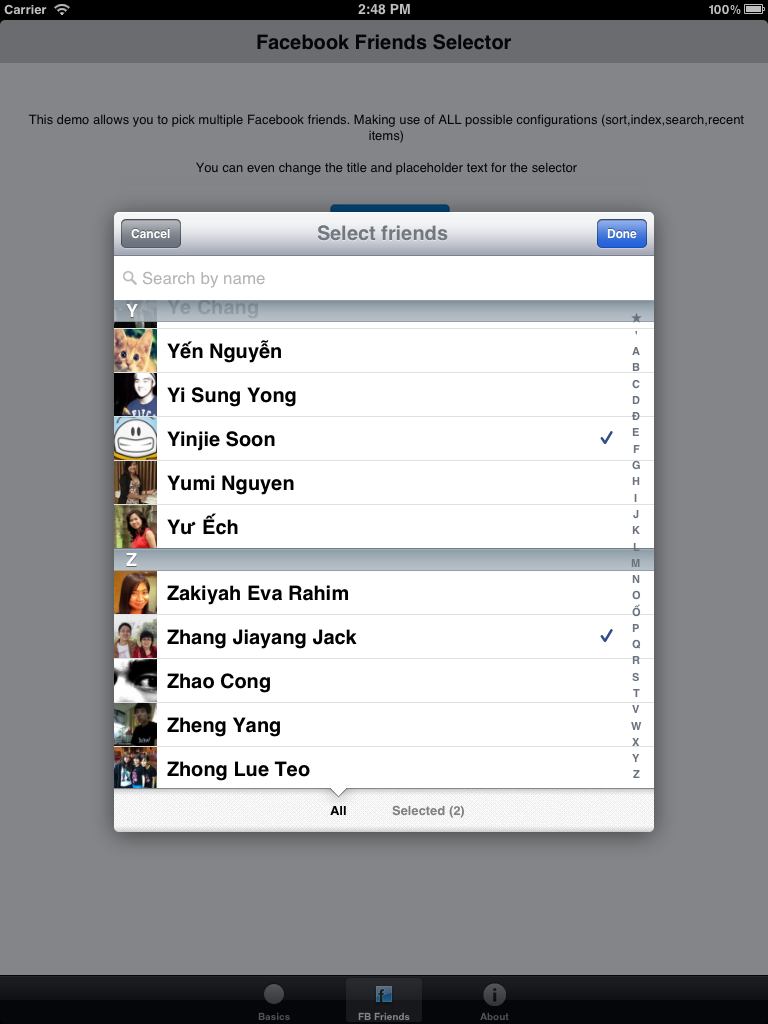 Carrier 2:48 PM 100%
Facebook Friends Selector
This demo allows you to pick multiple Facebook friends. Making use of ALL possible configurations (sort,index,search,recent
items)
You can even change the title and placeholder text for the selector
Cancel Select friends Done
Search by name
Y Ye Chang
Yến Nguyễn
Yi Sung Yong
Yinjie Soon
Yumi Nguyen
Yư Ếch
Z
Zakiyah Eva Rahim
Zhang Jiayang Jack
Zhao Cong
Zheng Yang
Zhong Lue Teo
★
'
A
B
C
D
Đ
E
F
G
H
I
J
K
L
M
N
O
Ố
P
Q
R
S
T
V
W
X
Y
Z
All Selected (2)
Basics FB Friends About